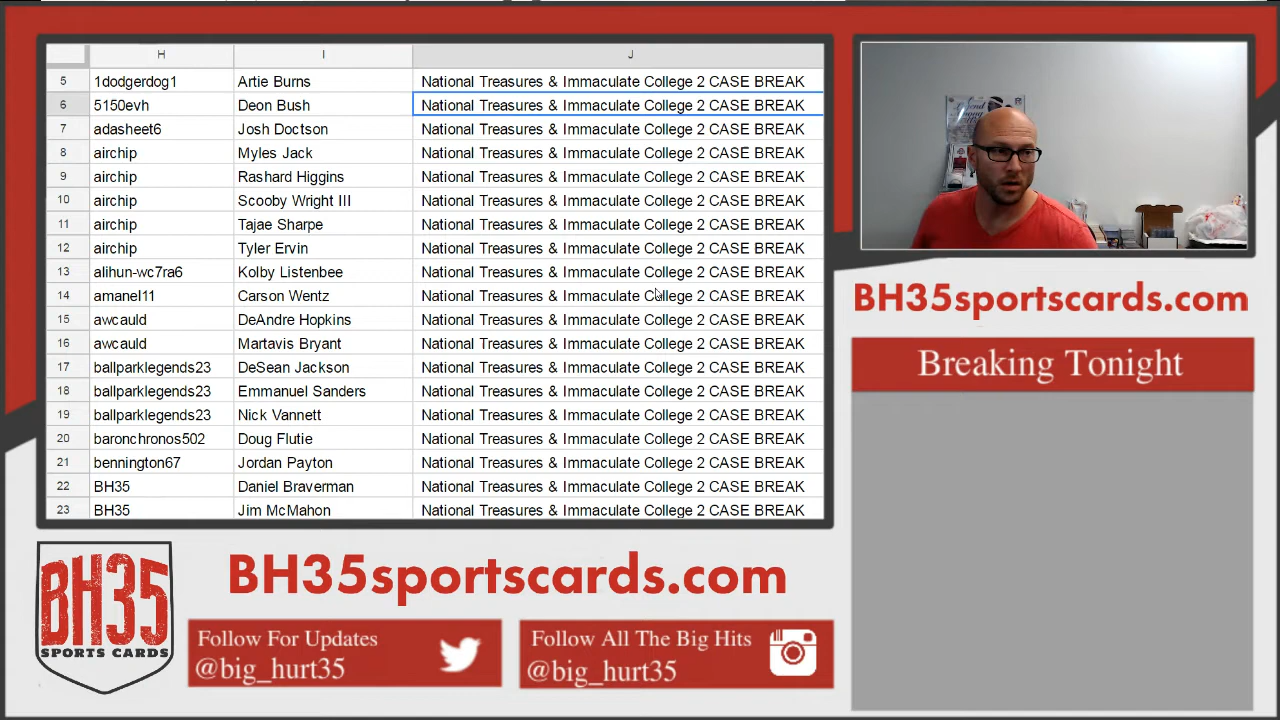 H I J
5 1dodgerdog1 Artie Burns National Treasures & Immaculate College 2 CASE BREAK
6 5150evh Deon Bush National Treasures & Immaculate College 2 CASE BREAK
7 adasheet6 Josh Doctson National Treasures & Immaculate College 2 CASE BREAK
8 airchip Myles Jack National Treasures & Immaculate College 2 CASE BREAK
9 airchip Rashard Higgins National Treasures & Immaculate College 2 CASE BREAK
10 airchip Scooby Wright III National Treasures & Immaculate College 2 CASE BREAK
11 airchip Tajae Sharpe National Treasures & Immaculate College 2 CASE BREAK
12 airchip Tyler Ervin National Treasures & Immaculate College 2 CASE BREAK
13 alihun-wc7ra6 Kolby Listenbee National Treasures & Immaculate College 2 CASE BREAK
14 amanel11 Carson Wentz National Treasures & Immaculate College 2 CASE BREAK
15 awcauld DeAndre Hopkins National Treasures & Immaculate College 2 CASE BREAK
16 awcauld Martavis Bryant National Treasures & Immaculate College 2 CASE BREAK
17 ballparklegends23 DeSean Jackson National Treasures & Immaculate College 2 CASE BREAK
18 ballparklegends23 Emmanuel Sanders National Treasures & Immaculate College 2 CASE BREAK
19 ballparklegends23 Nick Vannett National Treasures & Immaculate College 2 CASE BREAK
20 baronchronos502 Doug Flutie National Treasures & Immaculate College 2 CASE BREAK
21 bennington67 Jordan Payton National Treasures & Immaculate College 2 CASE BREAK
22 BH35 Daniel Braverman National Treasures & Immaculate College 2 CASE BREAK
23 BH35 Jim McMahon National Treasures & Immaculate College 2 CASE BREAK
BH35sportscards.com
Breaking Tonight
BH35
SPORTS CARDS
BH35sportscards.com
Follow For Updates
@big_hurt35
Follow All The Big Hits
@big_hurt35